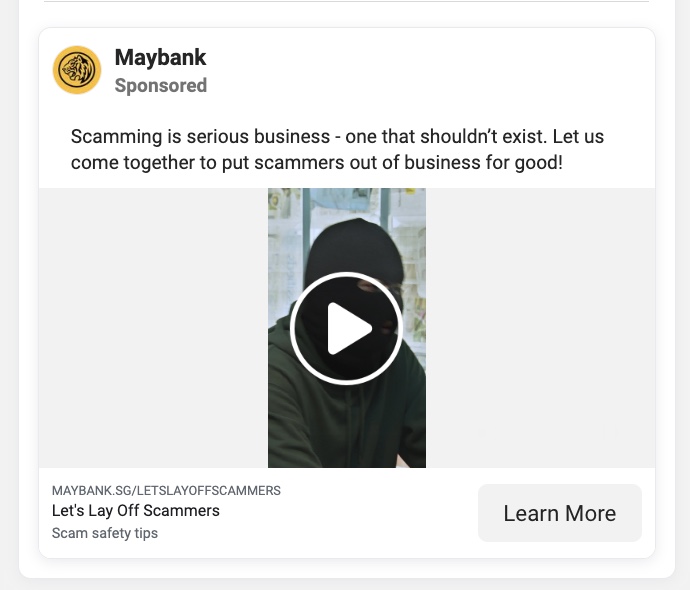 Maybank
Sponsored
Scamming is serious business - one that shouldn’t exist. Let us
come together to put scammers out of business for good!
MAYBANK.SG/LETSLAYOFFSCAMMERS
Let's Lay Off Scammers
Scam safety tips
Learn More